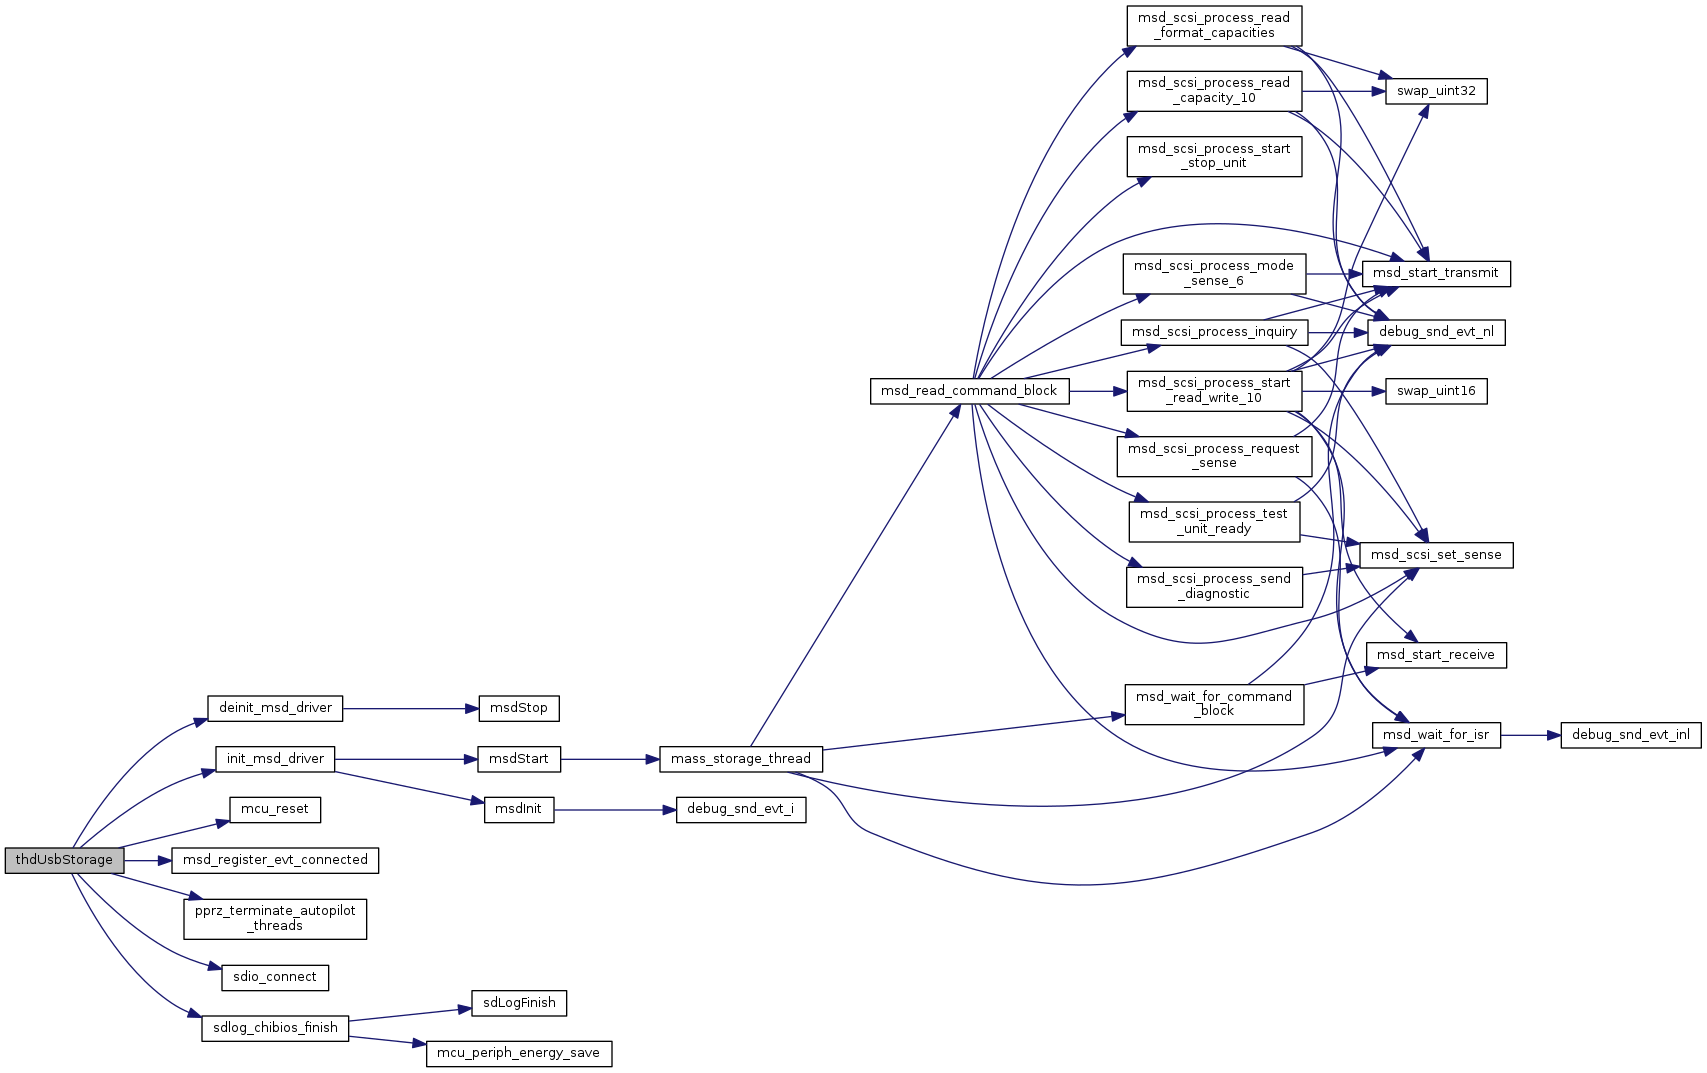 msd_scsi_process_read
_format_capacities
msd_scsi_process_read
_capacity_10
swap_uint32
msd_scsi_process_start
_stop_unit
msd_scsi_process_mode
_sense_6
msd_start_transmit
msd_scsi_process_inquiry
debug_snd_evt_nl
msd_read_command_block
msd_scsi_process_start
_read_write_10
swap_uint16
msd_scsi_process_request
_sense
msd_scsi_process_test
_unit_ready
msd_scsi_set_sense
msd_scsi_process_send
_diagnostic
msd_start_receive
deinit_msd_driver
msdStop
msd_wait_for_command
_block
msd_wait_for_isr
debug_snd_evt_inl
init_msd_driver
msdStart
mass_storage_thread
mcu_reset
msdInit
debug_snd_evt_i
thdUsbStorage
msd_register_evt_connected
pprz_terminate_autopilot
_threads
sdio_connect
sdLogFinish
sdlog_chibios_finish
mcu_periph_energy_save